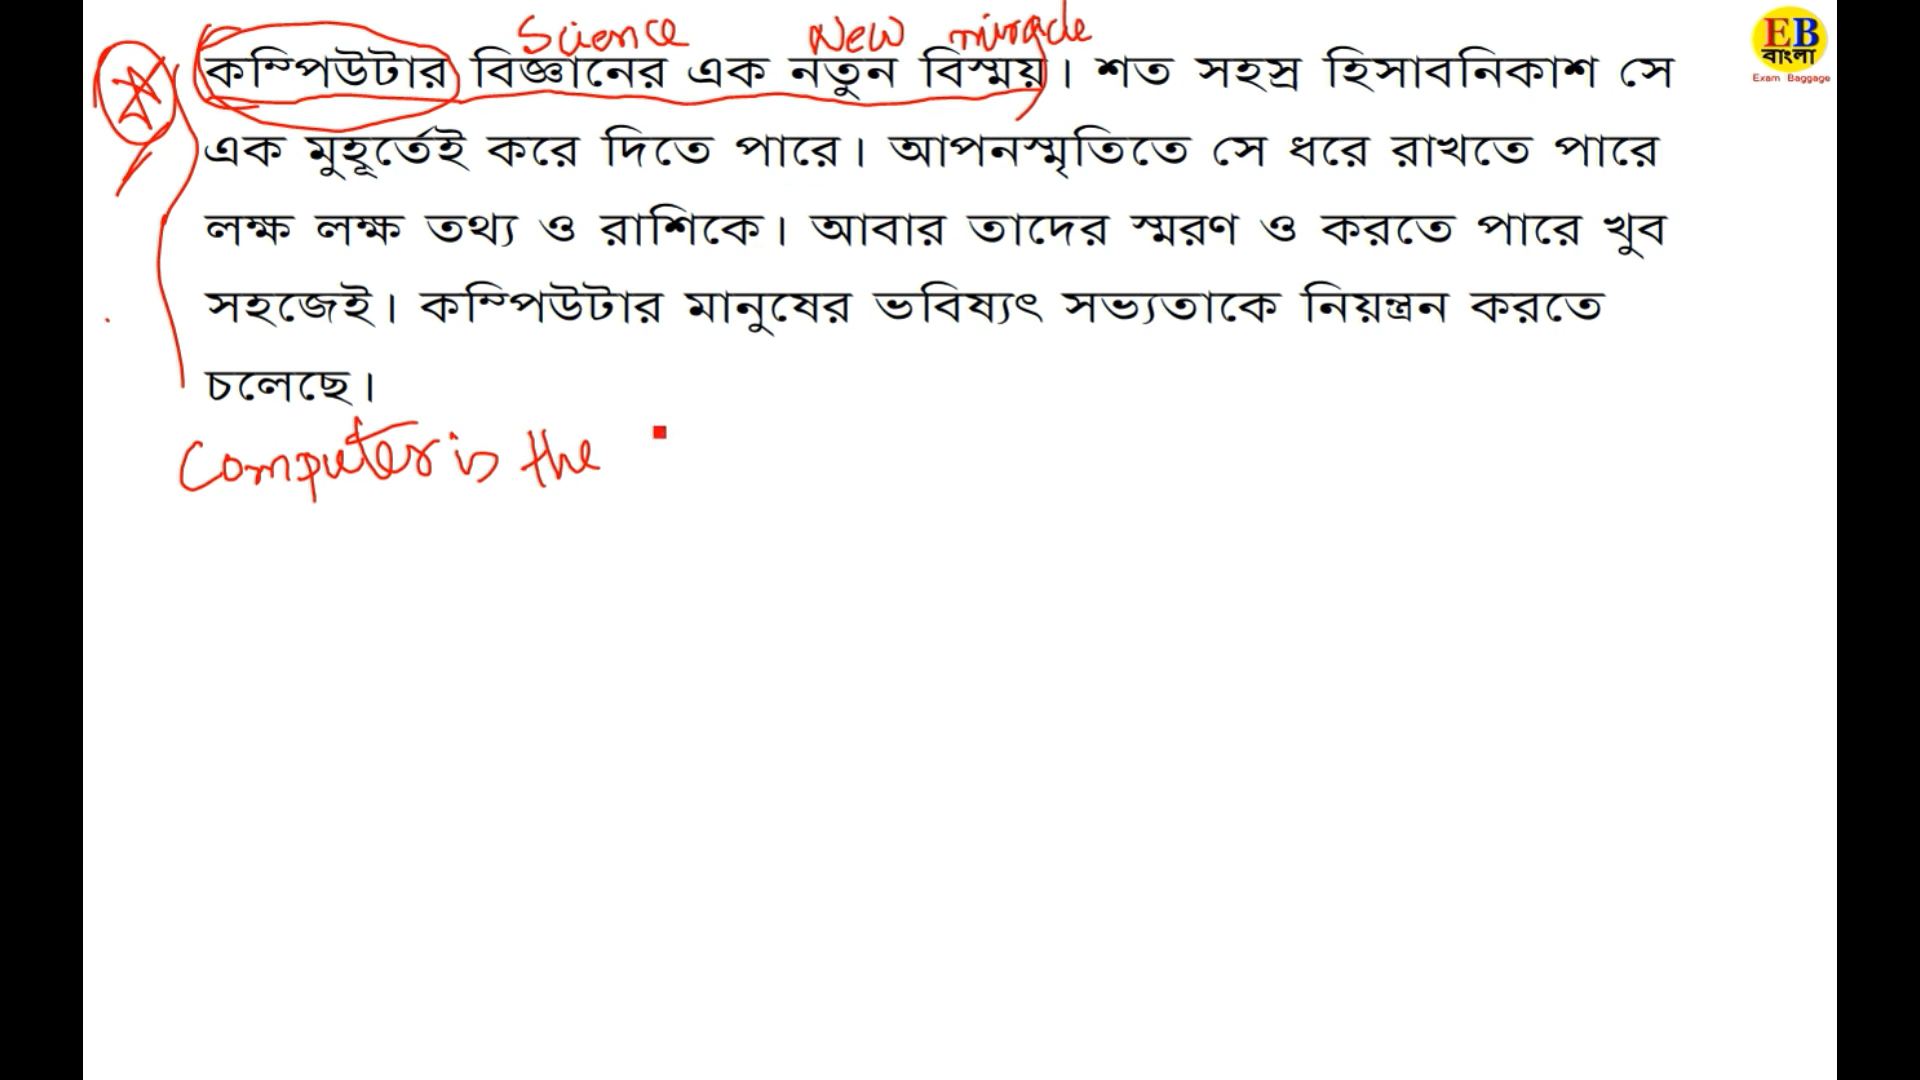 Science New miracle
EB
বাংলা
Exam Baggage
কম্পিউটার বিজ্ঞানের এক নতুন বিস্ময়। শত সহস্র হিসাবনিকাশ সে
এক মুহূর্তেই করে দিতে পারে। আপনস্মৃতিতে সে ধরে রাখতে পারে
লক্ষ লক্ষ তথ্য ও রাশিকে। আবার তাদের স্মরণ ও করতে পারে খুব
সহজেই। কম্পিউটার মানুষের ভবিষ্যৎ সভ্যতাকে নিয়ন্ত্রন করতে
চলেছে।
Computer is the